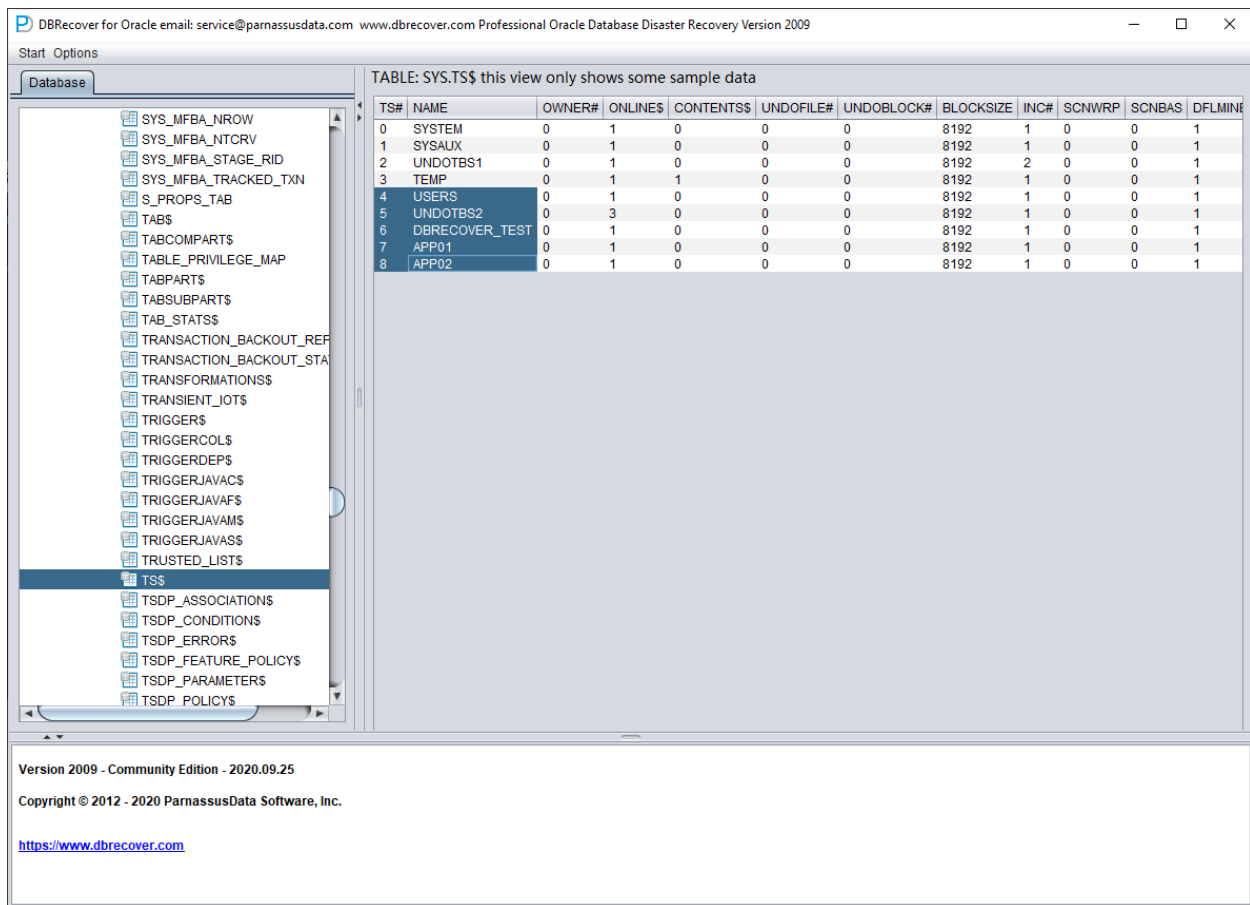 DBRecover for Oracle email: service@parnassusdata.com www.dbrecover.com Professional Oracle Database Disaster Recovery Version 2009
Start Options
Database
SYS_MFBA_NROW
SYS_MFBA_NTCRV
SYS_MFBA_STAGE_RID
SYS_MFBA_TRACKED_TXN
S_PROPS_TAB
TAB$
TABCOMPART$
TABLE_PRIVILEGE_MAP
TABPART$
TABSUBPART$
TAB_STATS$
TRANSACTION_BACKOUT_REP
TRANSACTION_BACKOUT_STA
TRANSFORMATIONS$
TRANSIENT_IOT$
TRIGGER$
TRIGGERCOL$
TRIGGERDEP$
TRIGGERJAVAC$
TRIGGERJAVAF$
TRIGGERJAVAM$
TRIGGERJAVAS$
TRUSTED_LIST$
TS$
TSDP_ASSOCIATION$
TSDP_CONDITION$
TSDP_ERROR$
TSDP_FEATURE_POLICY$
TSDP_PARAMETER$
TSDP_POLICY$
TABLE: SYS.TS$ this view only shows some sample data
TS# NAME OWNER# ONLINE$ CONTENTS$ UNDOFILE# UNDOBLOCK# BLOCKSIZE INC# SCNWRP SCNBAS DFLMINE
0 SYSTEM 0 1 0 0 0 8192 1 0 0 1
1 SYSAUX 0 1 0 0 0 8192 1 0 0 1
2 UNDOTBS1 0 1 0 0 0 8192 2 0 0 1
3 TEMP 0 1 1 0 0 8192 1 0 0 1
4 USERS 0 1 0 0 0 8192 1 0 0 1
5 UNDOTBS2 0 3 0 0 0 8192 1 0 0 1
6 DBRECOVER_TEST 0 1 0 0 0 8192 1 0 0 1
7 APP01 0 1 0 0 0 8192 1 0 0 1
8 APP02 0 1 0 0 0 8192 1 0 0 1
Version 2009 - Community Edition - 2020.09.25
Copyright © 2012 - 2020 ParnassusData Software, Inc.
https://www.dbrecover.com